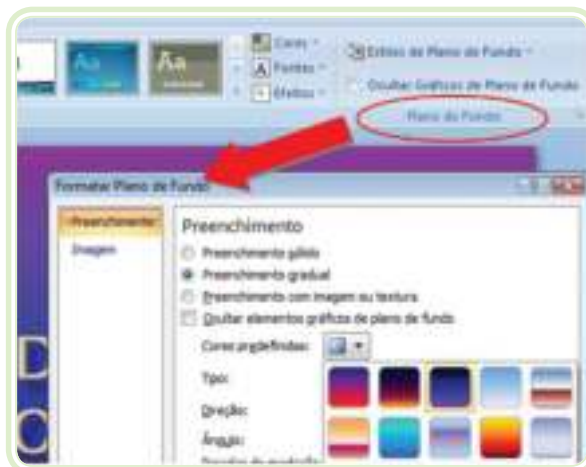 Aa
Aa
Cores
Fontes
Efeitos
Estilos de Plano de Fundo
Ocultar Gráficos de Plano de Fundo
Plano de Fundo
Formatar Plano de Fundo
Preenchimento
Imagem
Preenchimento
Preenchimento sólido
Preenchimento gradual
Preenchimento com imagem ou textura
Ocultar elementos gráficos de plano de fundo
Cores predefinidas:
Tipo:
Direção:
Ângulo:
D
C